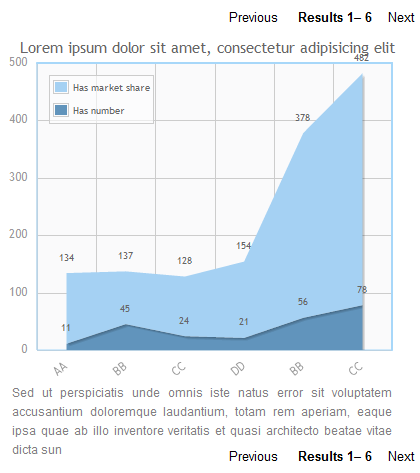 Previous Results 1– 6 Next
Lorem ipsum dolor sit amet, consectetur adipisicing elit
500
400
300
200
100
0
Has market share
Has number
134
137
128
154
378
482
11
45
24
21
56
78
AA
BB
CC
DD
BB
CC
Sed ut perspiciatis unde omnis iste natus error sit voluptatem
accusantium doloremque laudantium, totam rem aperiam, eaque
ipsa quae ab illo inventore veritatis et quasi architecto beatae vitae
dicta sun
Previous Results 1– 6 Next